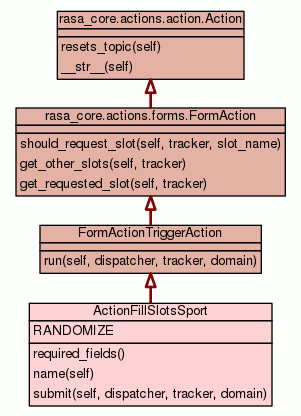 rasa_core.actions.action.Action
resets_topic(self)
__str__(self)
rasa_core.actions.forms.FormAction
should_request_slot(self, tracker, slot_name)
get_other_slots(self, tracker)
get_requested_slot(self, tracker)
FormActionTriggerAction
run(self, dispatcher, tracker, domain)
ActionFillSlotsSport
RANDOMIZE
required_fields()
name(self)
submit(self, dispatcher, tracker, domain)